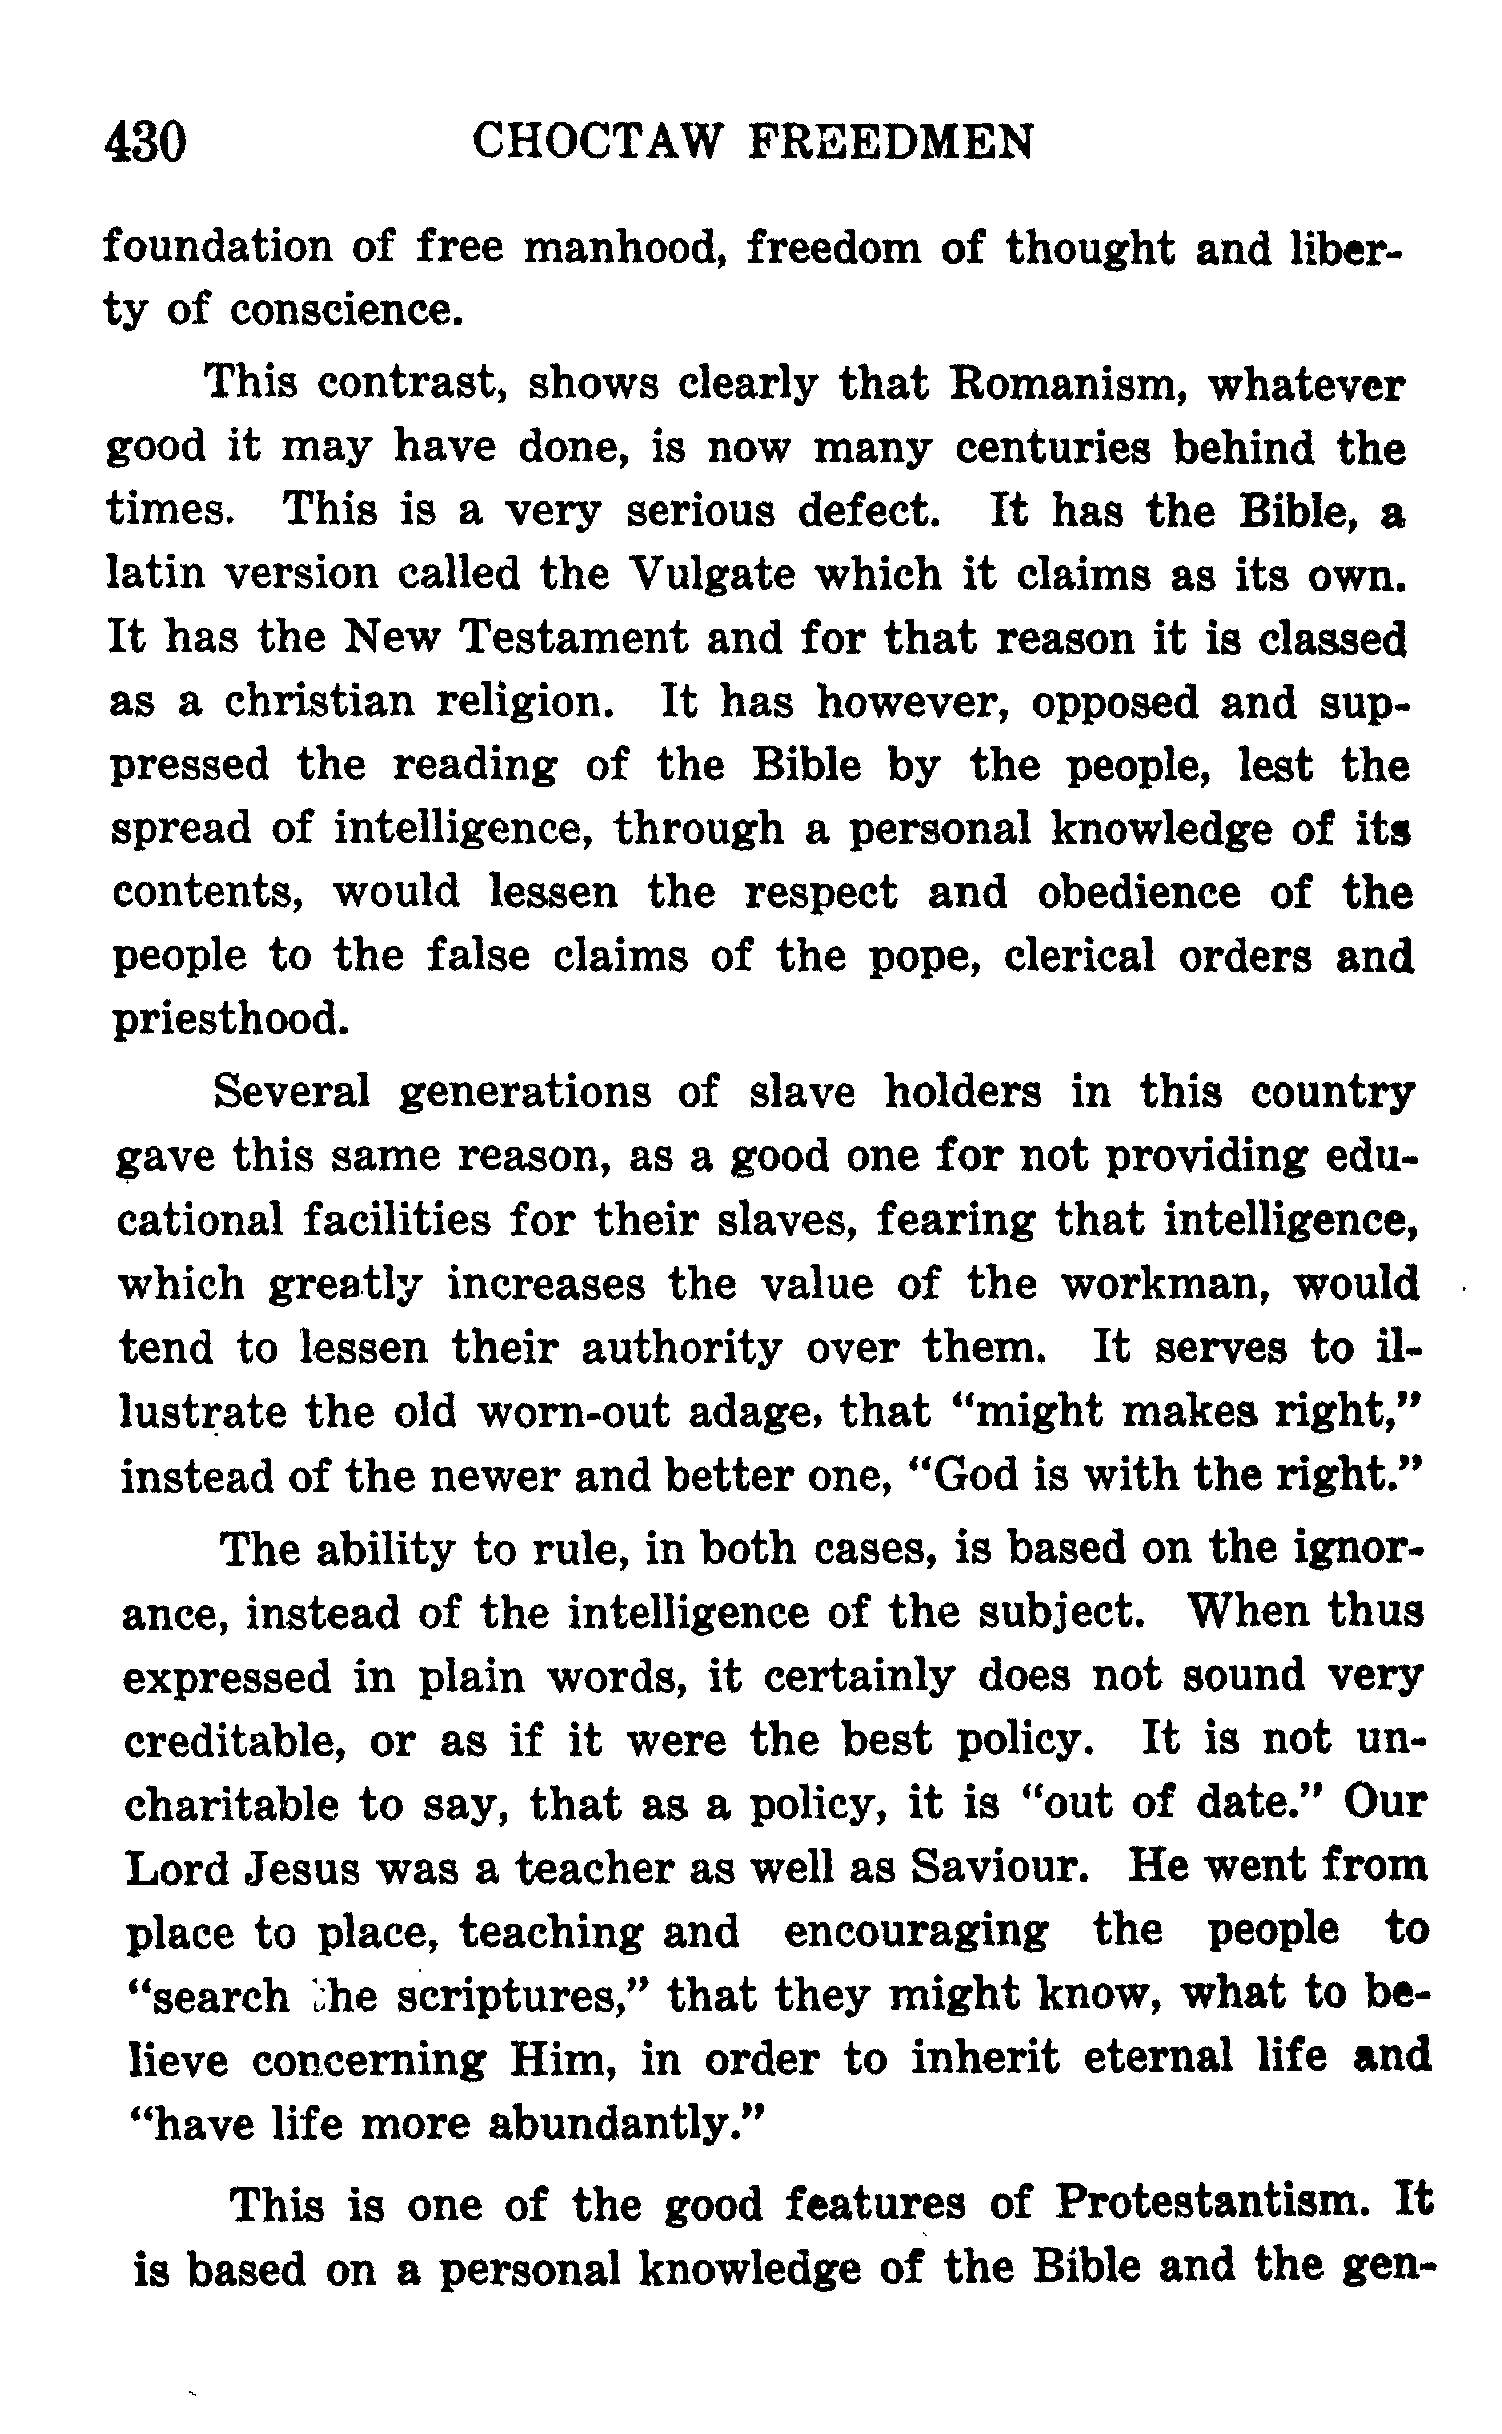 430 CHOCTAW FREEDMEN
foundation of free manhood, freedom of thought and liber-
ty of conscience.
This contrast, shows clearly that Romanism, whatever
good it may have done, is now many centuries behind the
times. This is a very serious defect. It has the Bible, a
latin version called the Vulgate which it claims as its own.
It has the New Testament and for that reason it is classed
as a christian religion. It has however, opposed and sup-
pressed the reading of the Bible by the people, lest the
spread of intelligence, through a personal knowledge of its
contents, would lessen the respect and obedience of the
people to the false claims of the pope, clerical orders and
priesthood.
Several generations of slave holders in this country
gave this same reason, as a good one for not providing edu-
cational facilities for their slaves, fearing that intelligence,
which greatly increases the value of the workman, would
tend to lessen their authority over them. It serves to il-
lustrate the old worn-out adage, that "might makes right,"
instead of the newer and better one, "God is with the right."
The ability to rule, in both cases, is based on the ignor-
ance, instead of the intelligence of the subject. When thus
expressed in plain words, it certainly does not sound very
creditable, or as if it were the best policy. It is not un-
charitable to say, that as a policy, it is "out of date." Our
Lord Jesus was a teacher as well as Saviour. He went from
place to place, teaching and encouraging the people to
"search the scriptures," that they might know, what to be-
lieve concerning Him, in order to inherit eternal life and
"have life more abundantly."
This is one of the good features of Protestantism. It
is based on a personal knowledge of the Bible and the gen-